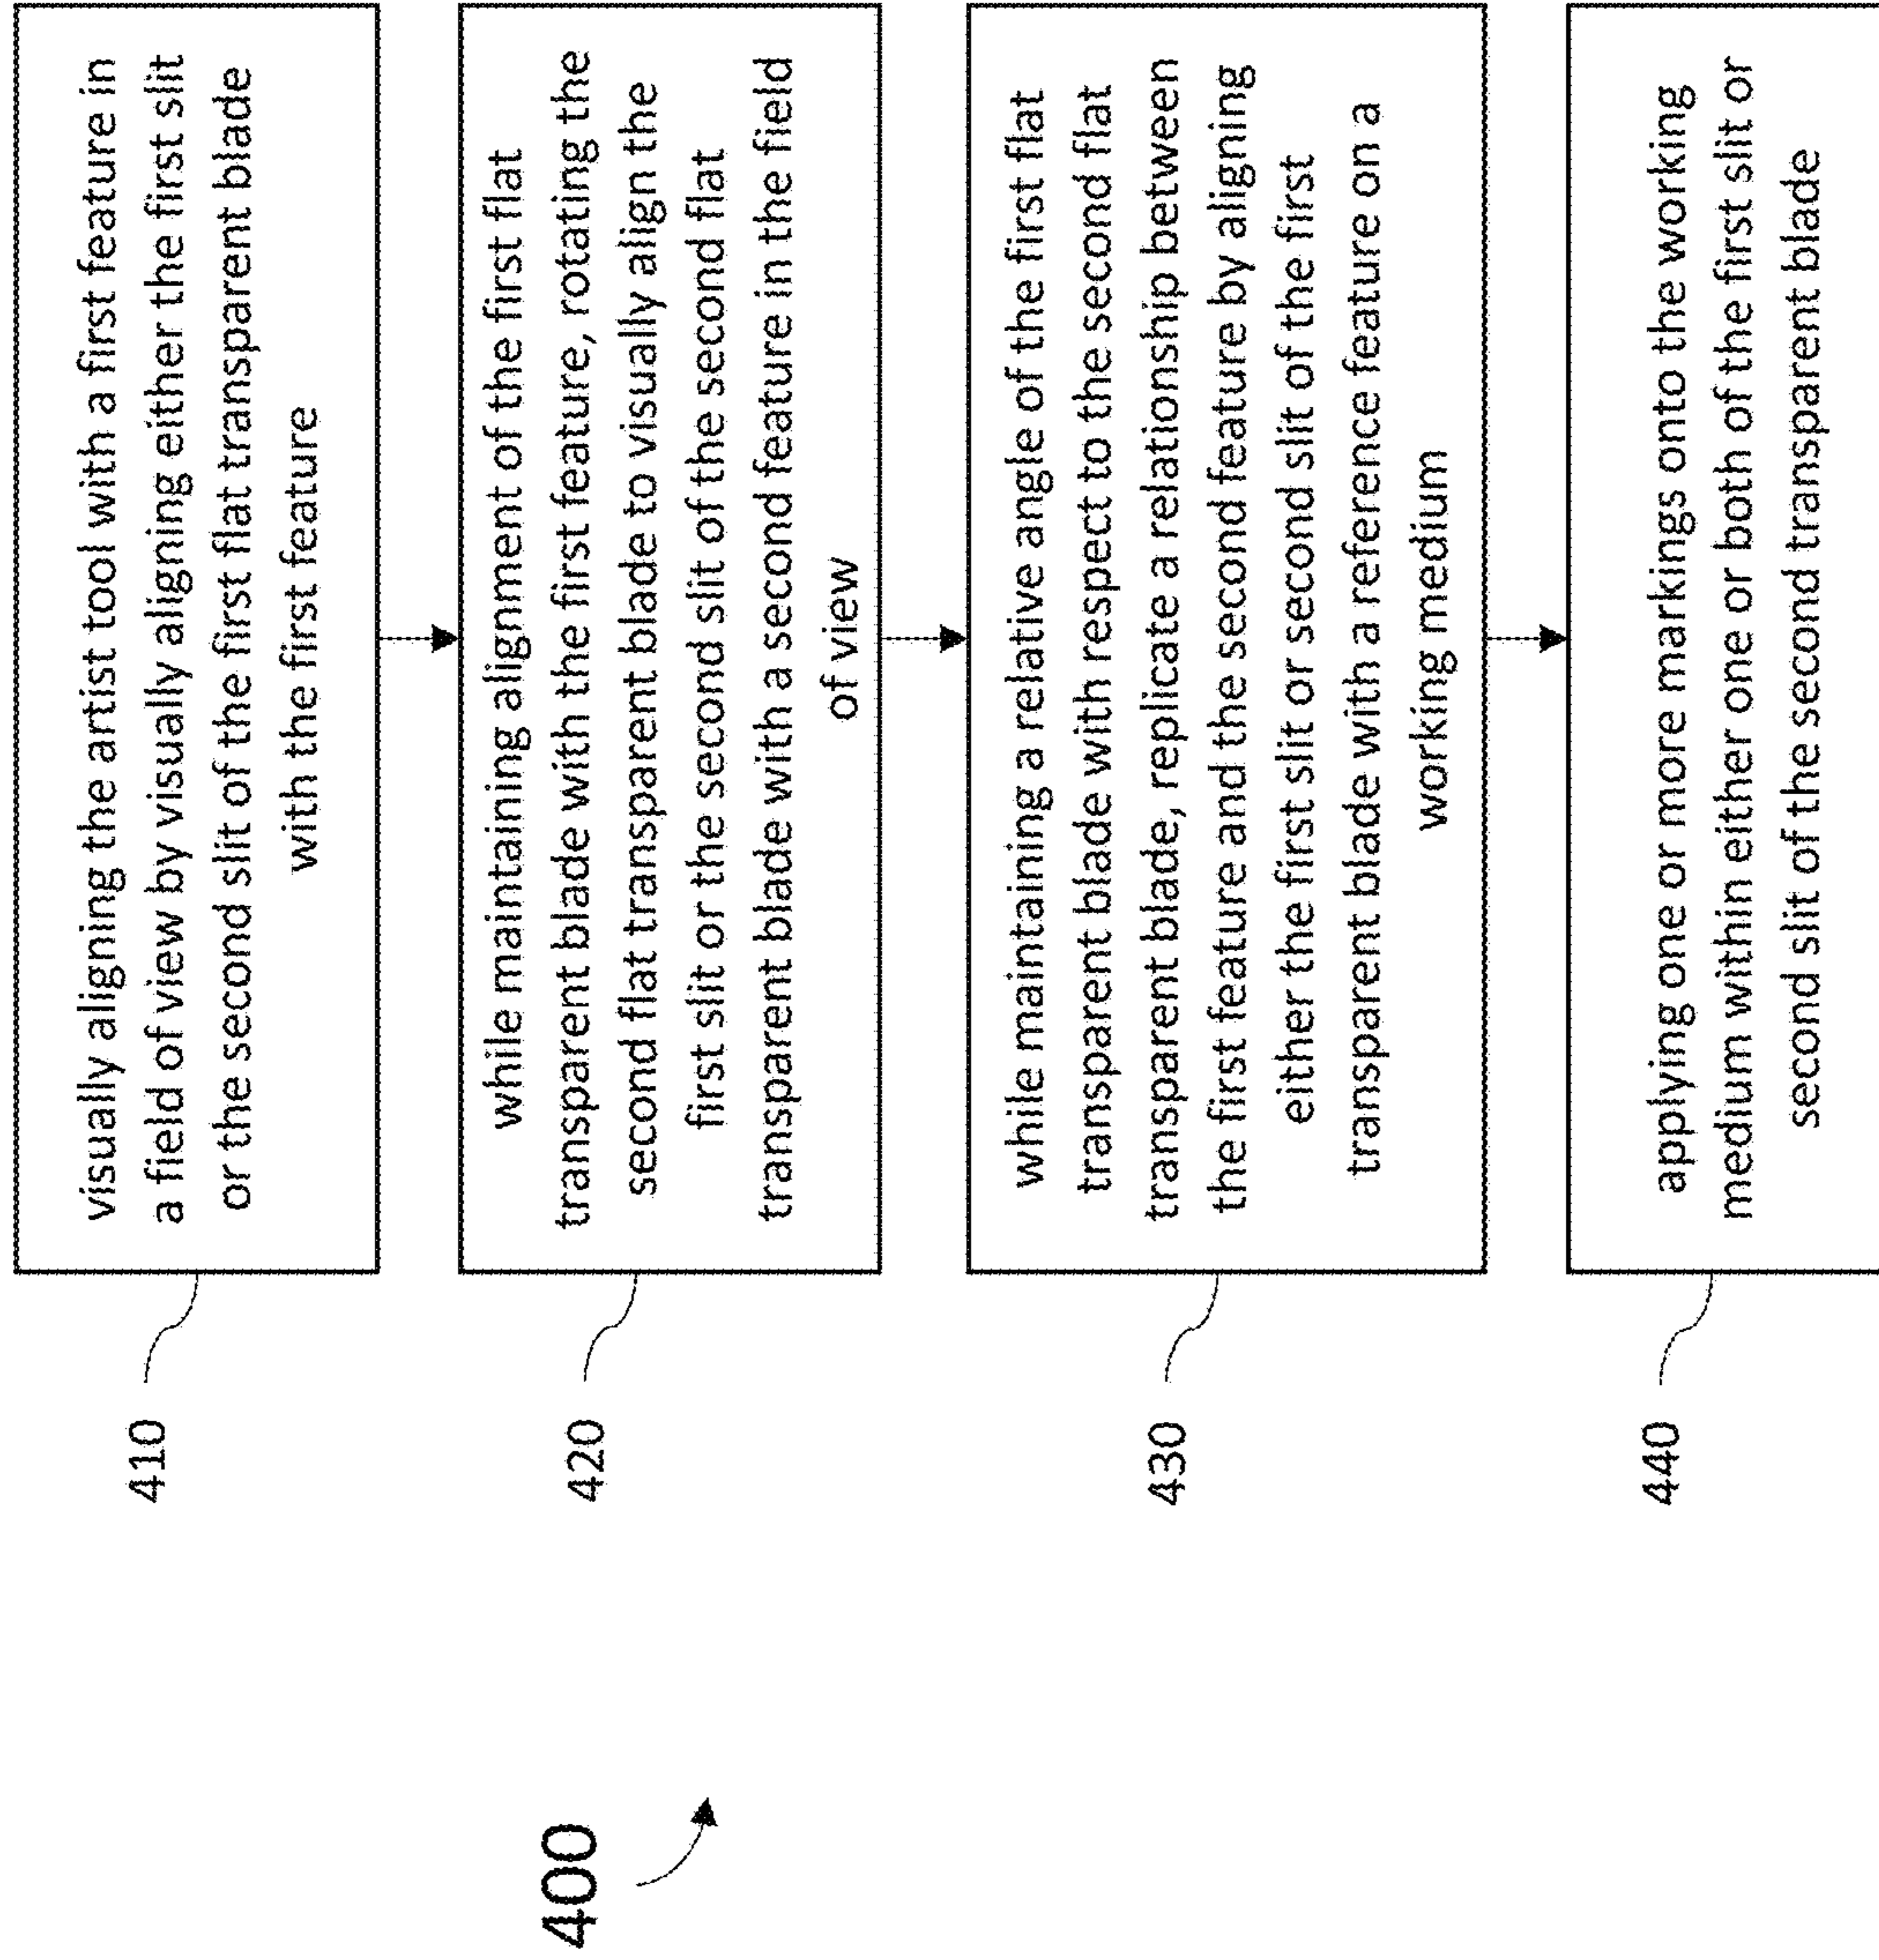 400
410
visually aligning the artist tool with a first feature in
a field of view by visually aligning either the first slit
or the second slit of the first flat transparent blade
with the first feature
420
while maintaining alignment of the first flat
transparent blade with the first feature, rotating the
second flat transparent blade to visually align the
first slit or the second slit of the second flat
transparent blade with a second feature in the field
of view
430
while maintaining a relative angle of the first flat
transparent blade with respect to the second flat
transparent blade, replicate a relationship between
the first feature and the second feature by aligning
either the first slit or second slit of the first
transparent blade with a reference feature on a
working medium
440
applying one or more markings onto the working
medium within either one or both of the first slit or
second slit of the second transparent blade